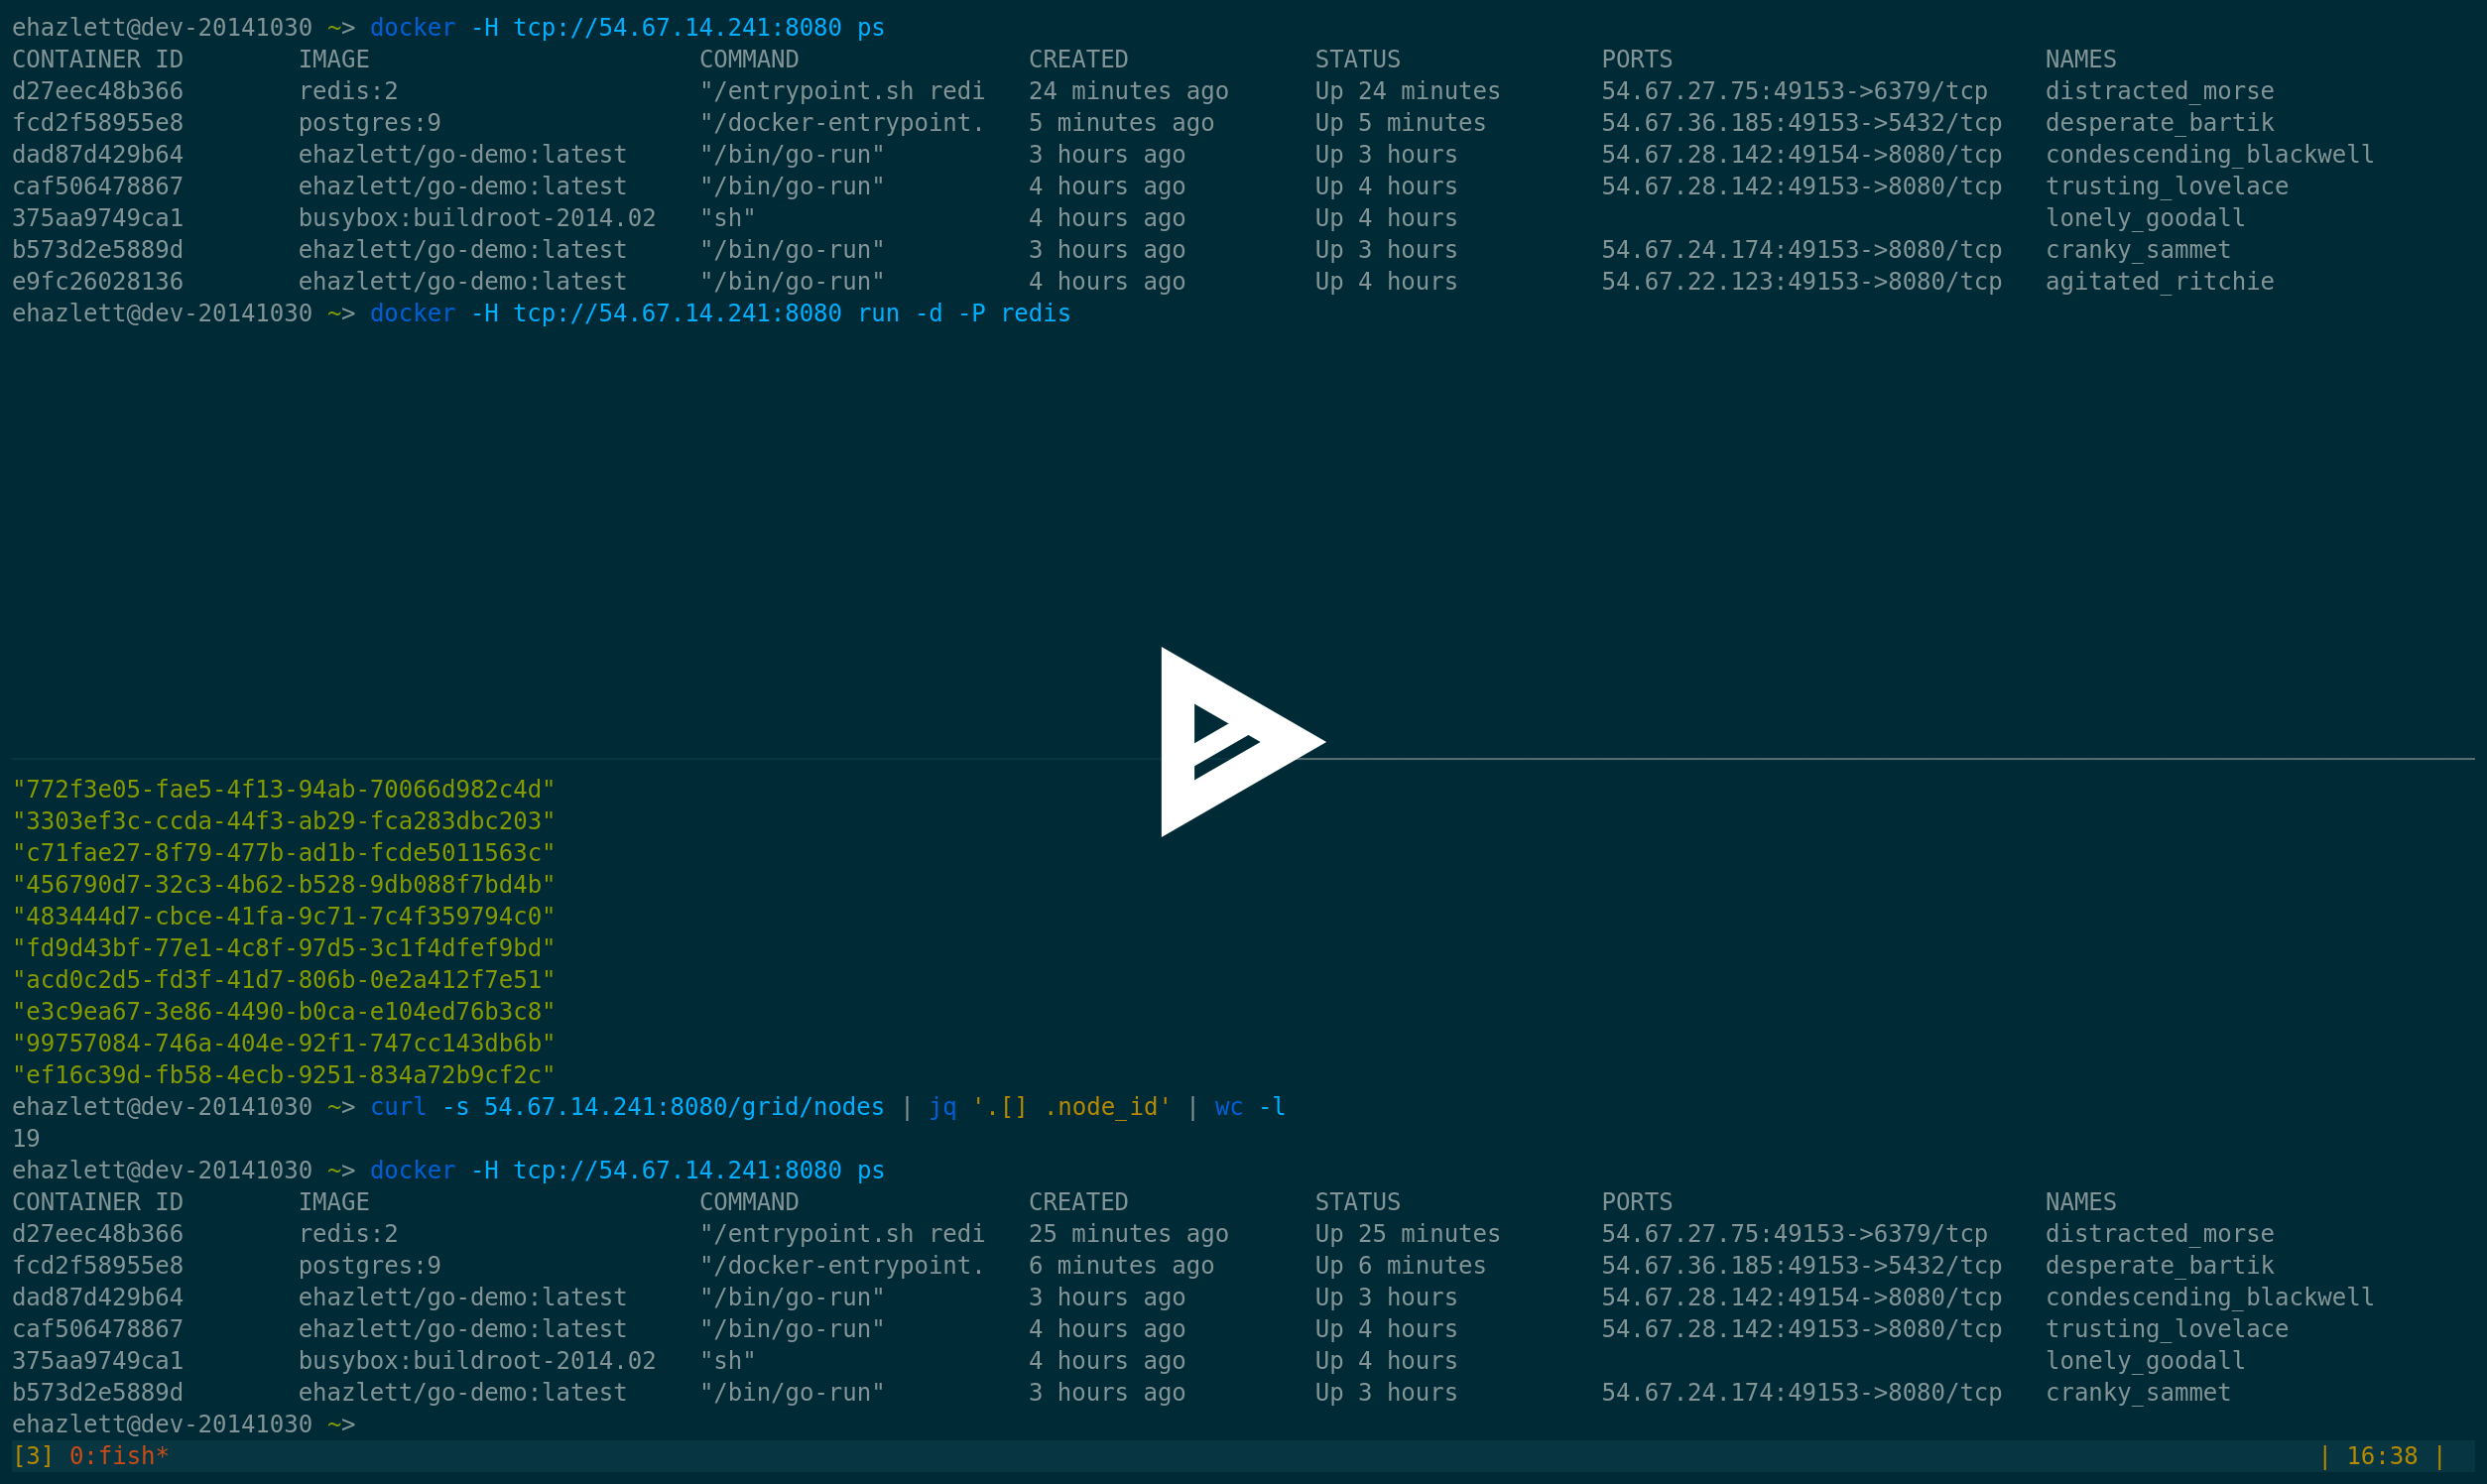 ehazlett@dev-20141030 ~> docker -H tcp://54.67.14.241:8080 ps
CONTAINER ID        IMAGE                       COMMAND                CREATED             STATUS              PORTS                          NAMES
d27eec48b366        redis:2                     "/entrypoint.sh redi   24 minutes ago      Up 24 minutes       54.67.27.75:49153->6379/tcp    distracted_morse
fcd2f58955e8        postgres:9                  "/docker-entrypoint.   5 minutes ago       Up 5 minutes        54.67.36.185:49153->5432/tcp   desperate_bartik
dad87d429b64        ehazlett/go-demo:latest     "/bin/go-run"          3 hours ago         Up 3 hours          54.67.28.142:49154->8080/tcp   condescending_blackwell
caf506478867        ehazlett/go-demo:latest     "/bin/go-run"          4 hours ago         Up 4 hours          54.67.28.142:49153->8080/tcp   trusting_lovelace
375aa9749ca1        busybox:buildroot-2014.02   "sh"                   4 hours ago         Up 4 hours                                         lonely_goodall
b573d2e5889d        ehazlett/go-demo:latest     "/bin/go-run"          3 hours ago         Up 3 hours          54.67.24.174:49153->8080/tcp   cranky_sammet
e9fc26028136        ehazlett/go-demo:latest     "/bin/go-run"          4 hours ago         Up 4 hours          54.67.22.123:49153->8080/tcp   agitated_ritchie
ehazlett@dev-20141030 ~> docker -H tcp://54.67.14.241:8080 run -d -P redis
"772f3e05-fae5-4f13-94ab-70066d982c4d"
"3303ef3c-ccda-44f3-ab29-fca283dbc203"
"c71fae27-8f79-477b-ad1b-fcde5011563c"
"456790d7-32c3-4b62-b528-9db088f7bd4b"
"483444d7-cbce-41fa-9c71-7c4f359794c0"
"fd9d43bf-77e1-4c8f-97d5-3c1f4dfef9bd"
"acd0c2d5-fd3f-41d7-806b-0e2a412f7e51"
"e3c9ea67-3e86-4490-b0ca-e104ed76b3c8"
"99757084-746a-404e-92f1-747cc143db6b"
"ef16c39d-fb58-4ecb-9251-834a72b9cf2c"
ehazlett@dev-20141030 ~> curl -s 54.67.14.241:8080/grid/nodes | jq '.[] .node_id' | wc -l
19
ehazlett@dev-20141030 ~> docker -H tcp://54.67.14.241:8080 ps
CONTAINER ID        IMAGE                       COMMAND                CREATED             STATUS              PORTS                          NAMES
d27eec48b366        redis:2                     "/entrypoint.sh redi   25 minutes ago      Up 25 minutes       54.67.27.75:49153->6379/tcp    distracted_morse
fcd2f58955e8        postgres:9                  "/docker-entrypoint.   6 minutes ago       Up 6 minutes        54.67.36.185:49153->5432/tcp   desperate_bartik
dad87d429b64        ehazlett/go-demo:latest     "/bin/go-run"          3 hours ago         Up 3 hours          54.67.28.142:49154->8080/tcp   condescending_blackwell
caf506478867        ehazlett/go-demo:latest     "/bin/go-run"          4 hours ago         Up 4 hours          54.67.28.142:49153->8080/tcp   trusting_lovelace
375aa9749ca1        busybox:buildroot-2014.02   "sh"                   4 hours ago         Up 4 hours                                         lonely_goodall
b573d2e5889d        ehazlett/go-demo:latest     "/bin/go-run"          3 hours ago         Up 3 hours          54.67.24.174:49153->8080/tcp   cranky_sammet
ehazlett@dev-20141030 ~>
[3] 0:fish* | 16:38 |